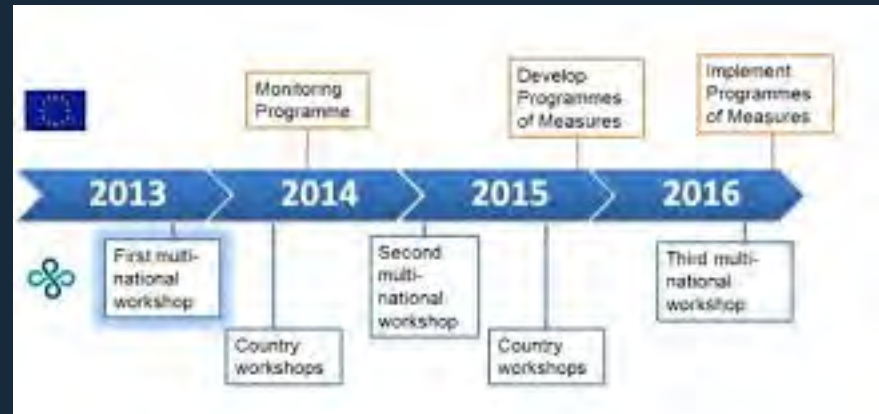 Monitoring
Programme
Develop
Programmes
of Measures
Implement
Programmes
of Measures
2013
2014
2015
2016
First multi-
national
workshop
Country
workshops
Second
multi-
national
workshop
Country
workshops
Third multi-
national
workshop